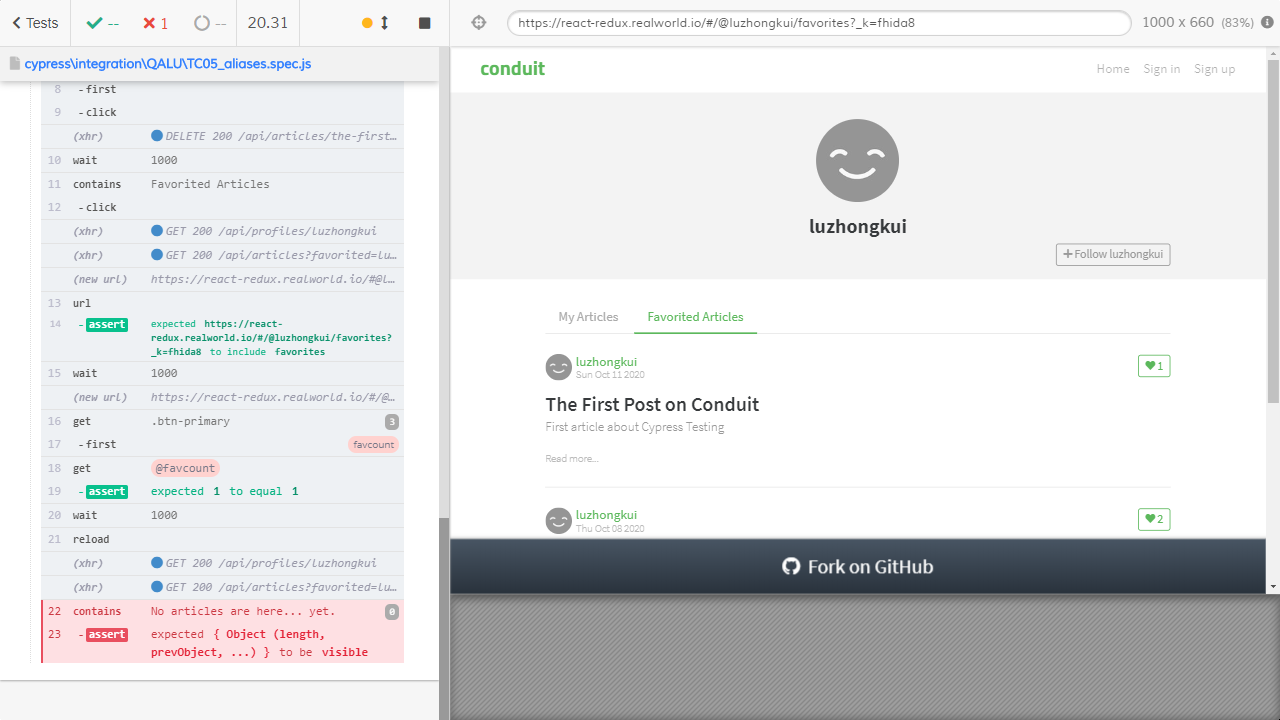 Tests
--
1
--
20.31
https://react-redux.realworld.io/#/@luzhongkui/favorites?_k=fhida8
1000 x 660 (83%)
cypress\integration\QALU\TC05_aliases.spec.js
8 - first
9 - click
(xhr) DELETE 200 /api/articles/the-first…
10 wait 1000
11 contains Favorited Articles
12 - click
(xhr) GET 200 /api/profiles/luzhongkui
(xhr) GET 200 /api/articles?favorited=lu…
(new url) https://react-redux.realworld.io/#@l…
13 url
14 - assert expected https://react-
redux.realworld.io/#/@luzhongkui/favorites?
_k=fhida8 to include favorites
15 wait 1000
(new url) https://react-redux.realworld.io/#/@…
16 get .btn-primary 3
17 - first favcount
18 get @favcount
19 - assert expected 1 to equal 1
20 wait 1000
21 reload
(xhr) GET 200 /api/profiles/luzhongkui
(xhr) GET 200 /api/articles?favorited=lu…
22 contains No articles are here... yet. 0
23 - assert expected { Object (length,
prevObject, ...) } to be visible
conduit
Home Sign in Sign up
luzhongkui
Follow luzhongkui
My Articles Favorited Articles
luzhongkui
Sun Oct 11 2020
1
The First Post on Conduit
First article about Cypress Testing
Read more...
luzhongkui
Thu Oct 08 2020
2
Fork on GitHub